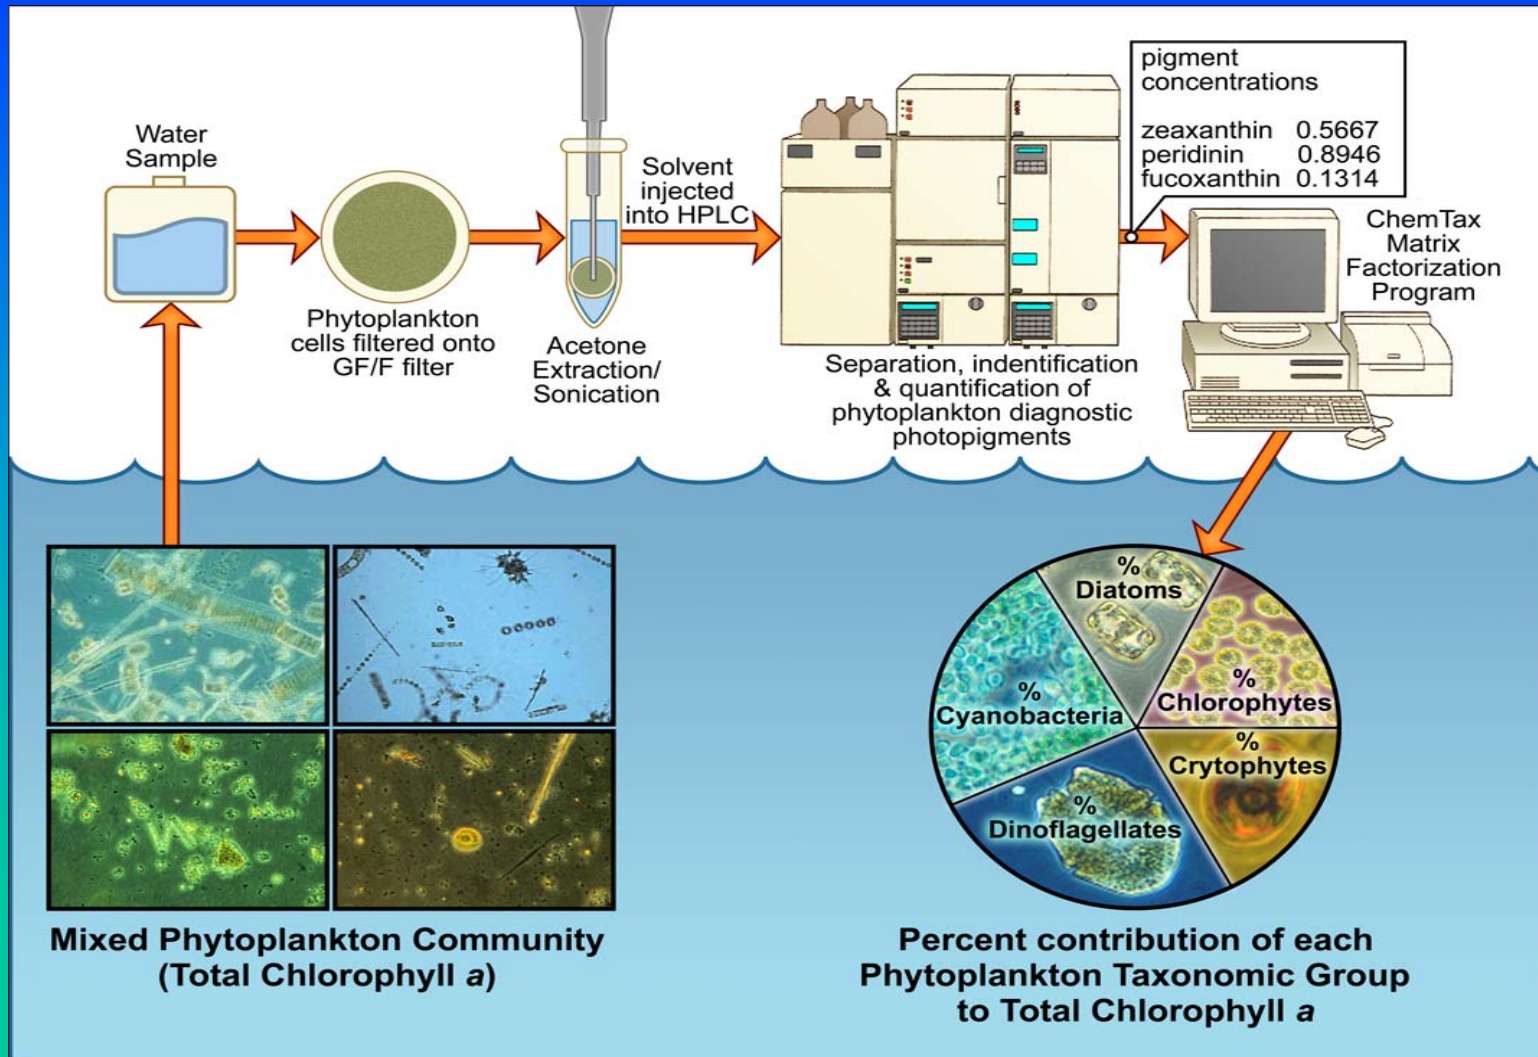 Water
Sample
Phytoplankton
cells filtered onto
GF/F filter
Acetone
Extraction/
Sonication
Solvent
injected
into HPLC
Separation, indentification
& quantification of
phytoplankton diagnostic
photopigments
pigment
concentrations
zeaxanthin 0.5667
peridinin 0.8946
fucoxanthin 0.1314
ChemTax
Matrix
Factorization
Program
Mixed Phytoplankton Community
(Total Chlorophyll a)
%
Diatoms
%
Chlorophytes
%
Cyanobacteria
%
Crytophytes
%
Dinoflagellates
Percent contribution of each
Phytoplankton Taxonomic Group
to Total Chlorophyll a